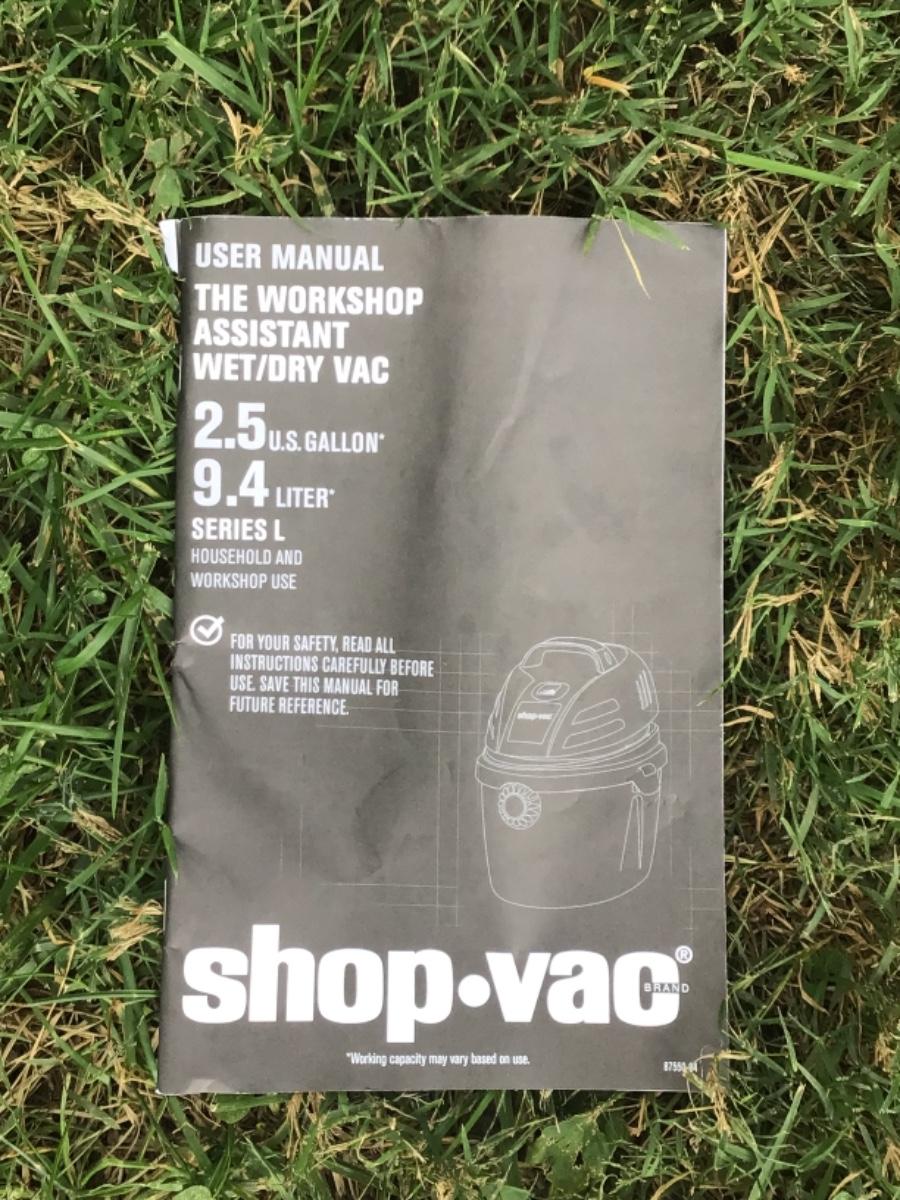 USER MANUAL
THE WORKSHOP
ASSISTANT
WET/DRY VAC
2.5 U.S. GALLON*
9.4 LITER*
SERIES L
HOUSEHOLD AND
WORKSHOP USE
FOR YOUR SAFETY, READ ALL
INSTRUCTIONS CAREFULLY BEFORE
USE. SAVE THIS MANUAL FOR
FUTURE REFERENCE.
shop-vac
shop•vac®
BRAND
*Working capacity may vary based on use.